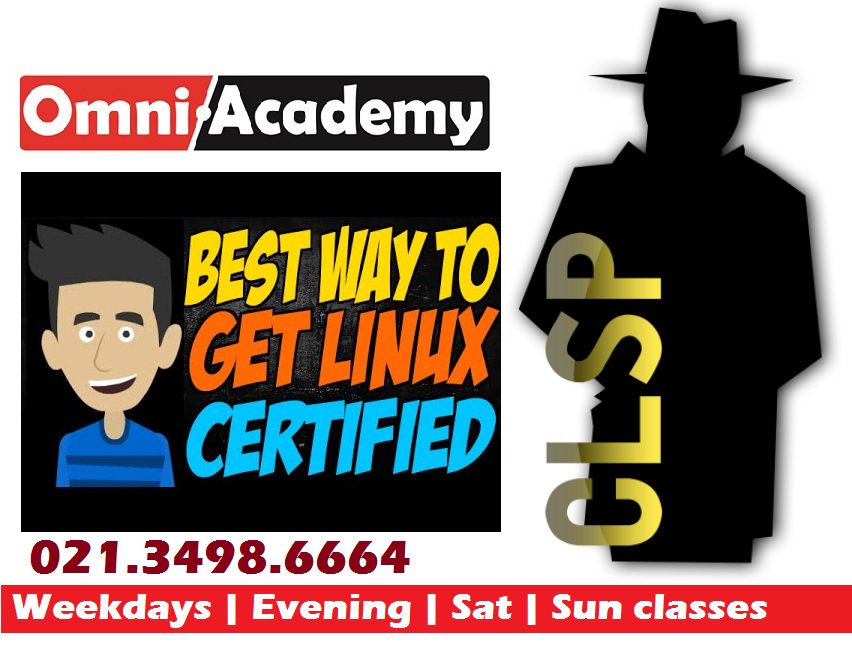 Omni Academy
BEST WAY TO
GET LINUX
CERTIFIED
CLSP
021.3498.6664
Weekdays | Evening | Sat | Sun classes